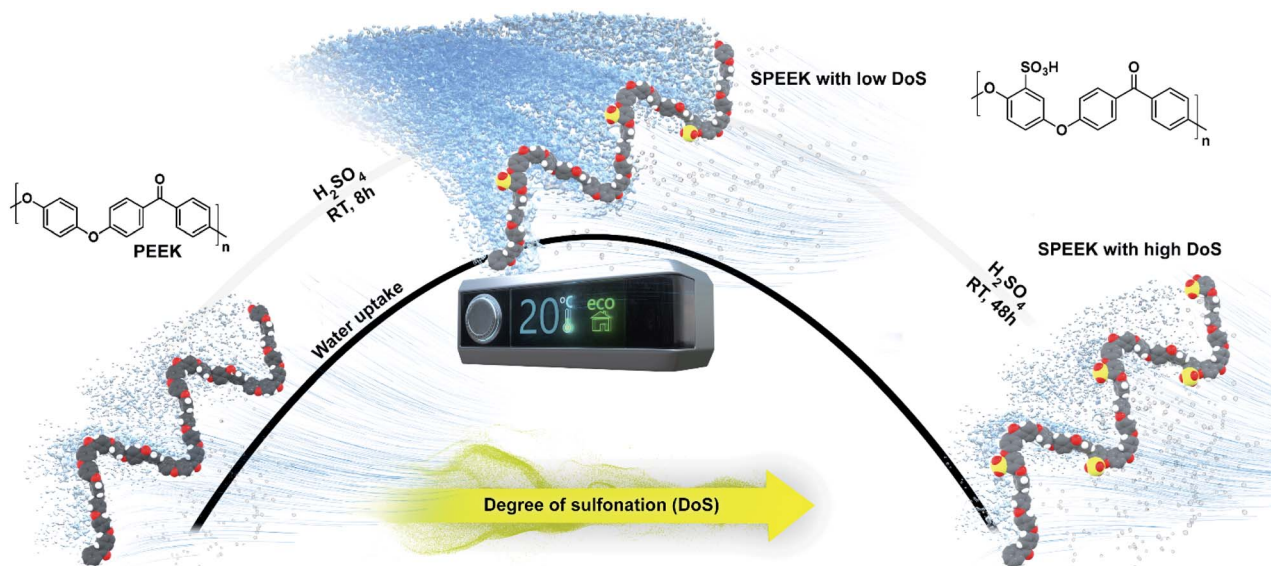 SPEEK with low DoS
SO₃H
O
O
O
n
H₂SO₄
RT, 8h
O
O
O
n
PEEK
SPEEK with high DoS
H₂SO₄
RT, 48h
Water uptake
20°C
eco
Degree of sulfonation (DoS)